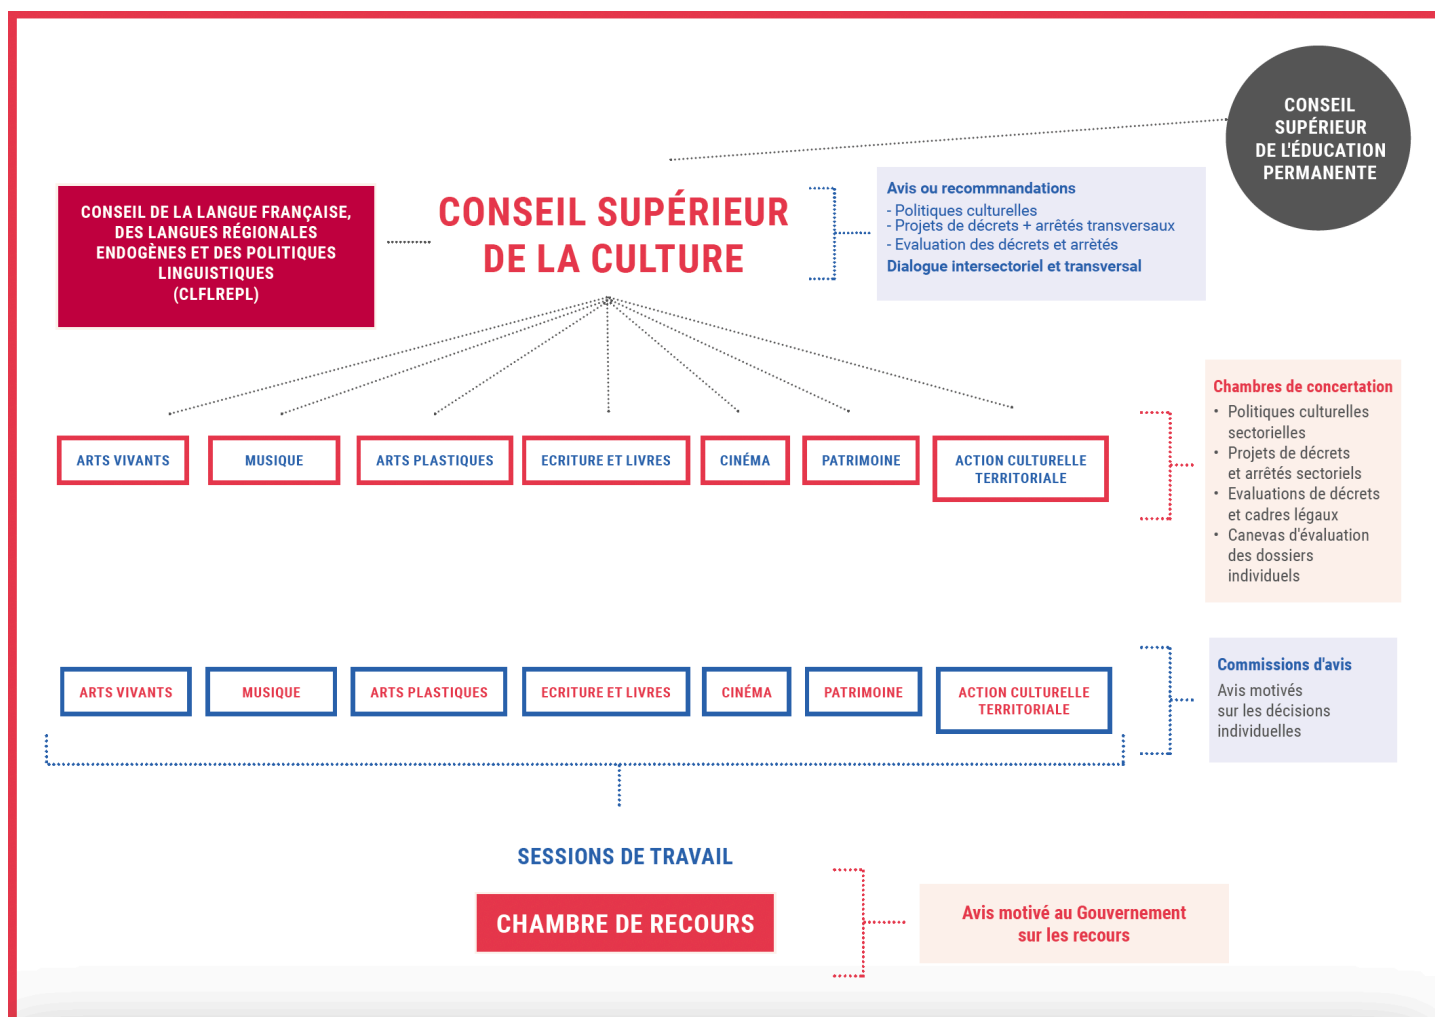 CONSEIL
SUPÉRIEUR
DE L'ÉDUCATION
PERMANENTE
CONSEIL DE LA LANGUE FRANÇAISE,
DES LANGUES RÉGIONALES
ENDOGÈNES ET DES POLITIQUES
LINGUISTIQUES
(CLFLREPL)
CONSEIL SUPÉRIEUR
DE LA CULTURE
Avis ou recommnandations
- Politiques culturelles
- Projets de décrets + arrêtés transversaux
- Evaluation des décrets et arrètés
Dialogue intersectoriel et transversal
ARTS VIVANTS
MUSIQUE
ARTS PLASTIQUES
ECRITURE ET LIVRES
CINÉMA
PATRIMOINE
ACTION CULTURELLE
TERRITORIALE
Chambres de concertation
• Politiques culturelles
sectorielles
• Projets de décrets
et arrêtés sectoriels
• Evaluations de décrets
et cadres légaux
• Canevas d'évaluation
des dossiers
individuels
ARTS VIVANTS
MUSIQUE
ARTS PLASTIQUES
ECRITURE ET LIVRES
CINÉMA
PATRIMOINE
ACTION CULTURELLE
TERRITORIALE
Commissions d'avis
Avis motivés
sur les décisions
individuelles
SESSIONS DE TRAVAIL
CHAMBRE DE RECOURS
Avis motivé au Gouvernement
sur les recours